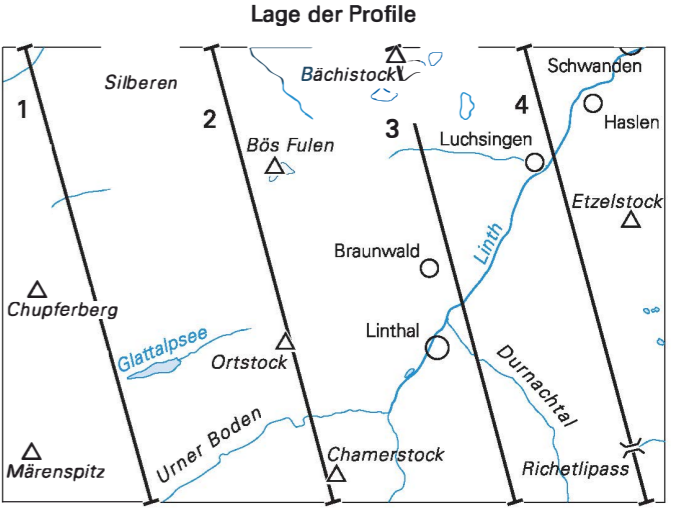 Lage der Profile
Schwanden
Silberen
Bächistock
1
2
3
4
Haslen
Luchsingen
Bös Fulen
Etzelstock
Linth
Braunwald
Chupferberg
Glattalpsee
Linthal
Ortstock
Durnachtal
Urner Boden
Chamerstock
Märenspitz
Richetlipass